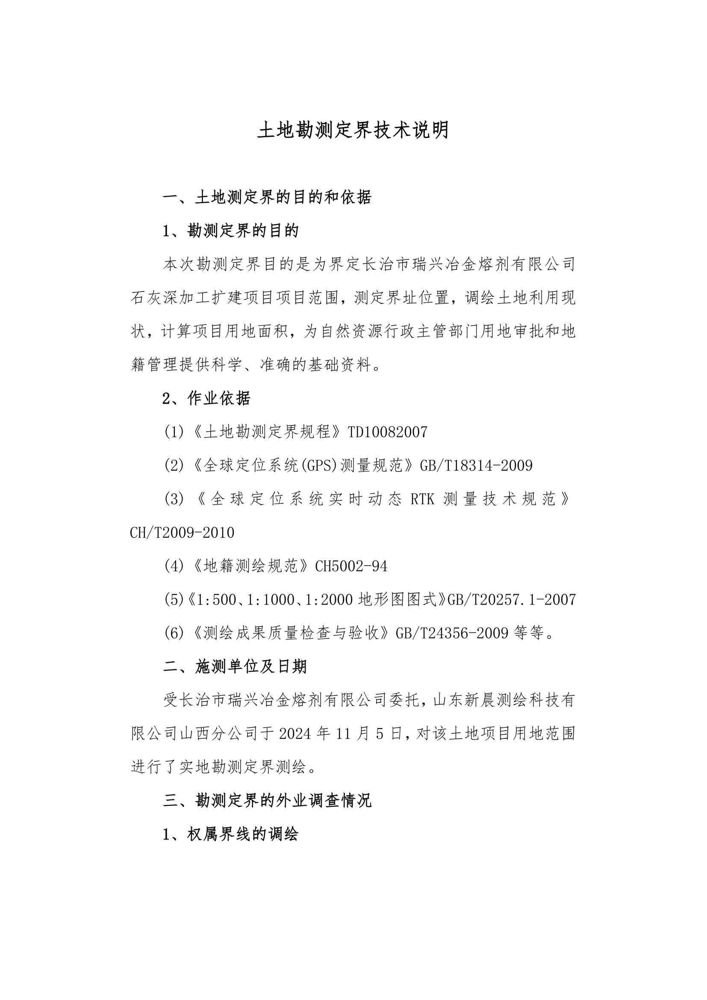 土地勘测定界技术说明
一、土地测定界的目的和依据
1、勘测定界的目的
本次勘测定界目的是为界定长治市瑞兴冶金熔剂有限公司
石灰深加工扩建项目项目范围，测定界址位置，调绘土地利用现
状，计算项目用地面积，为自然资源行政主管部门用地审批和地
籍管理提供科学、准确的基础资料。
2、作业依据
(1)《土地勘测定界规程》TD10082007
(2)《全球定位系统(GPS)测量规范》GB/T18314-2009
(3)《全球定位系统实时动态 RTK 测量技术规范》
CH/T2009-2010
(4)《地籍测绘规范》CH5002-94
(5)《1:500、1:1000、1:2000 地形图图式》GB/T20257.1-2007
(6)《测绘成果质量检查与验收》GB/T24356-2009 等等。
二、施测单位及日期
受长治市瑞兴冶金熔剂有限公司委托，山东新晨测绘科技有
限公司山西分公司于 2024 年 11 月 5 日，对该土地项目用地范围
进行了实地勘测定界测绘。
三、勘测定界的外业调查情况
1、权属界线的调绘